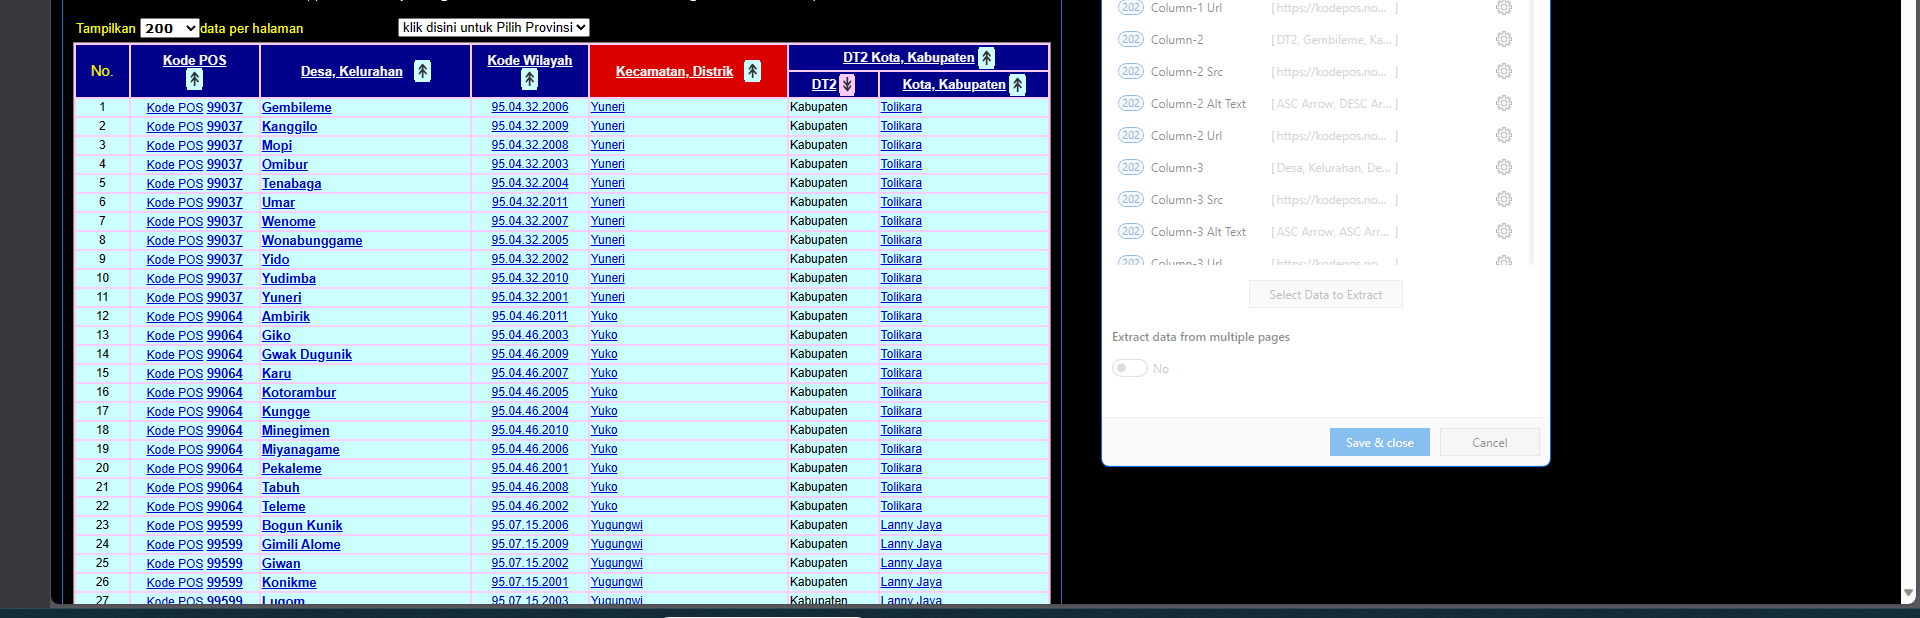 Tampilkan 200 data per halaman klik disini untuk Pilih Provinsi
No. Kode POS Desa, Kelurahan Kode Wilayah Kecamatan, Distrik DT2 Kota, Kabupaten
DT2 Kota, Kabupaten
1 Kode POS 99037 Gembileme 95.04.32.2006 Yuneri Kabupaten Tolikara
2 Kode POS 99037 Kanggilo 95.04.32.2009 Yuneri Kabupaten Tolikara
3 Kode POS 99037 Mopi 95.04.32.2008 Yuneri Kabupaten Tolikara
4 Kode POS 99037 Omibur 95.04.32.2003 Yuneri Kabupaten Tolikara
5 Kode POS 99037 Tenabaga 95.04.32.2004 Yuneri Kabupaten Tolikara
6 Kode POS 99037 Umar 95.04.32.2011 Yuneri Kabupaten Tolikara
7 Kode POS 99037 Wenome 95.04.32.2007 Yuneri Kabupaten Tolikara
8 Kode POS 99037 Wonabunggame 95.04.32.2005 Yuneri Kabupaten Tolikara
9 Kode POS 99037 Yido 95.04.32.2002 Yuneri Kabupaten Tolikara
10 Kode POS 99037 Yudimba 95.04.32.2010 Yuneri Kabupaten Tolikara
11 Kode POS 99037 Yuneri 95.04.32.2001 Yuneri Kabupaten Tolikara
12 Kode POS 99064 Ambirik 95.04.46.2011 Yuko Kabupaten Tolikara
13 Kode POS 99064 Giko 95.04.46.2003 Yuko Kabupaten Tolikara
14 Kode POS 99064 Gwak Dugunik 95.04.46.2009 Yuko Kabupaten Tolikara
15 Kode POS 99064 Karu 95.04.46.2007 Yuko Kabupaten Tolikara
16 Kode POS 99064 Kotorambur 95.04.46.2005 Yuko Kabupaten Tolikara
17 Kode POS 99064 Kungge 95.04.46.2004 Yuko Kabupaten Tolikara
18 Kode POS 99064 Minegimen 95.04.46.2010 Yuko Kabupaten Tolikara
19 Kode POS 99064 Miyanagame 95.04.46.2006 Yuko Kabupaten Tolikara
20 Kode POS 99064 Pekaleme 95.04.46.2001 Yuko Kabupaten Tolikara
21 Kode POS 99064 Tabuh 95.04.46.2008 Yuko Kabupaten Tolikara
22 Kode POS 99064 Teleme 95.04.46.2002 Yuko Kabupaten Tolikara
23 Kode POS 99599 Bogun Kunik 95.07.15.2006 Yugungwi Kabupaten Lanny Jaya
24 Kode POS 99599 Gimili Alome 95.07.15.2009 Yugungwi Kabupaten Lanny Jaya
25 Kode POS 99599 Giwan 95.07.15.2002 Yugungwi Kabupaten Lanny Jaya
26 Kode POS 99599 Konikme 95.07.15.2001 Yugungwi Kabupaten Lanny Jaya
27 Kode POS 99599 Lugom 95.07.15.2003 Yugungwi Kabupaten Lanny Jaya
202 Column-1 Url [https://kodepos.no... ]
202 Column-2 [DT2, Gembileme, Ka... ]
202 Column-2 Src [https://kodepos.no... ]
202 Column-2 Alt Text [ASC Arrow, DESC Ar... ]
202 Column-2 Url [https://kodepos.no... ]
202 Column-3 [Desa, Kelurahan, De... ]
202 Column-3 Src [https://kodepos.no... ]
202 Column-3 Alt Text [ASC Arrow, ASC Arr... ]
202 Column-3 Url [https://kodepos.no... ]
Select Data to Extract
Extract data from multiple pages
No
Save & close Cancel